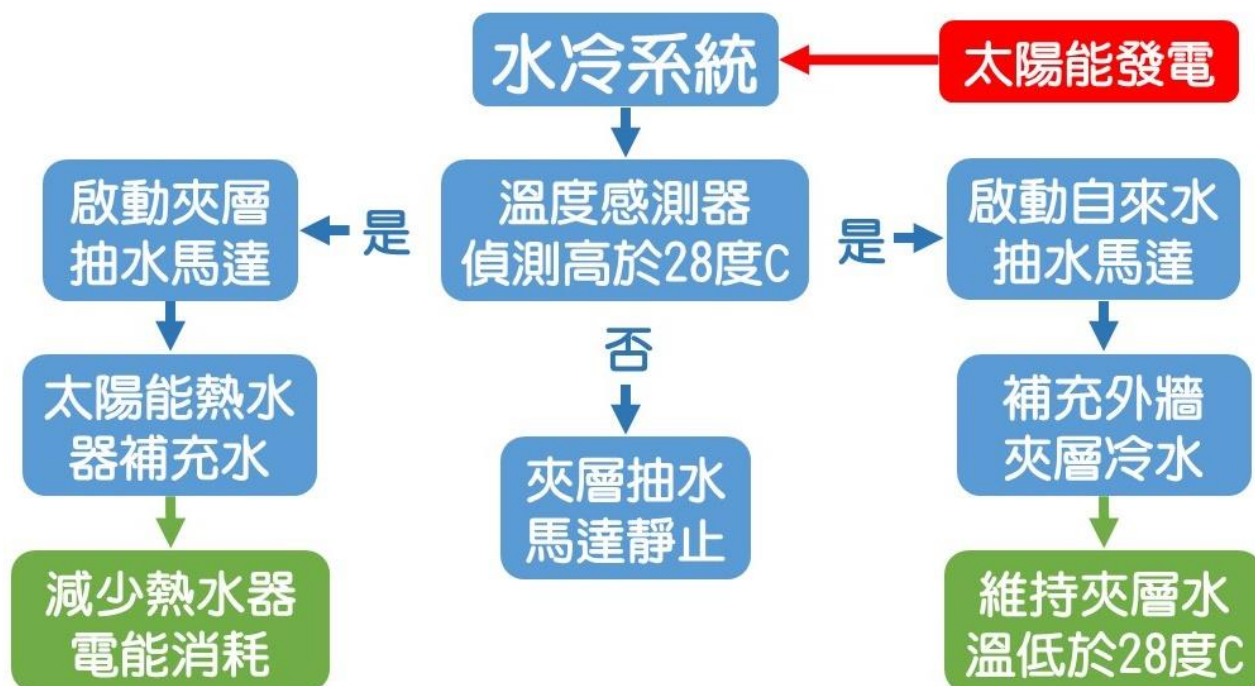 水冷系統
太陽能發電
啟動夾層
抽水馬達
是
溫度感測器
偵測高於28度C
是
啟動自來水
抽水馬達
否
太陽能熱水
器補充水
夾層抽水
馬達靜止
補充外牆
夾層冷水
減少熱水器
電能消耗
維持夾層水
溫低於28度C